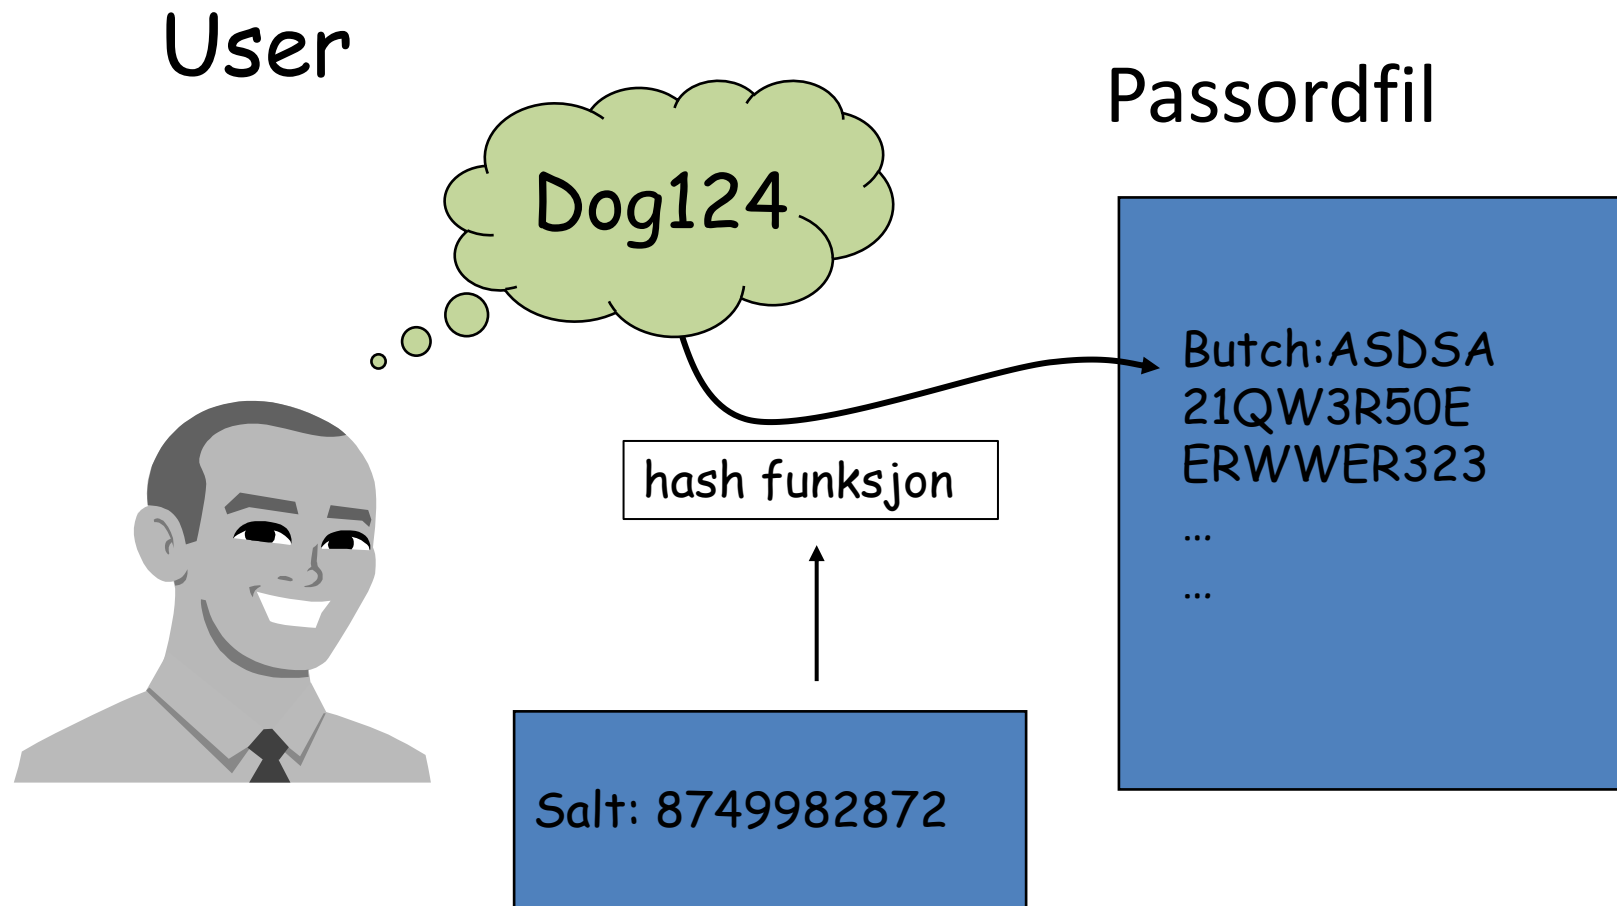 User
Passordfil
Dog124
Butch:ASDSA
21QW3R50E
ERWWER323
...
...
hash funksjon
Salt: 8749982872